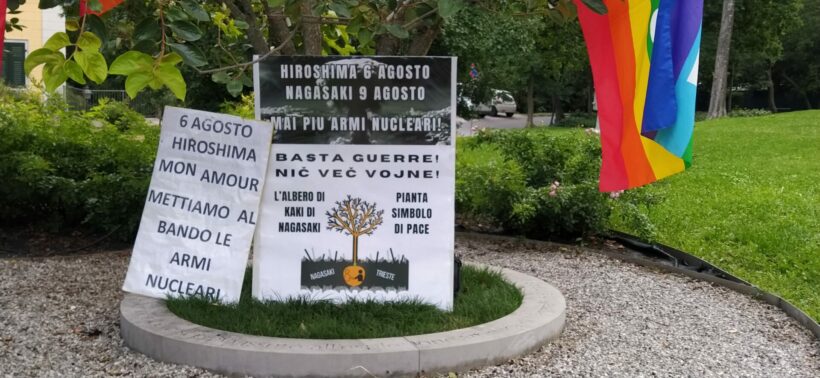 6 AGOSTO
HIROSHIMA
MON AMOUR
METTIAMO AL
BANDO LE
ARMI
NUCLEARI
HIROSHIMA 6 AGOSTO
NAGASAKI 9 AGOSTO
MAI PIU ARMI NUCLEARI!
BASTA GUERRE!
NIČ VEČ VOJNE!
L'ALBERO DI
KAKI DI
NAGASAKI
PIANTA
SIMBOLO
DI PACE
NAGASAKI
TRIESTE